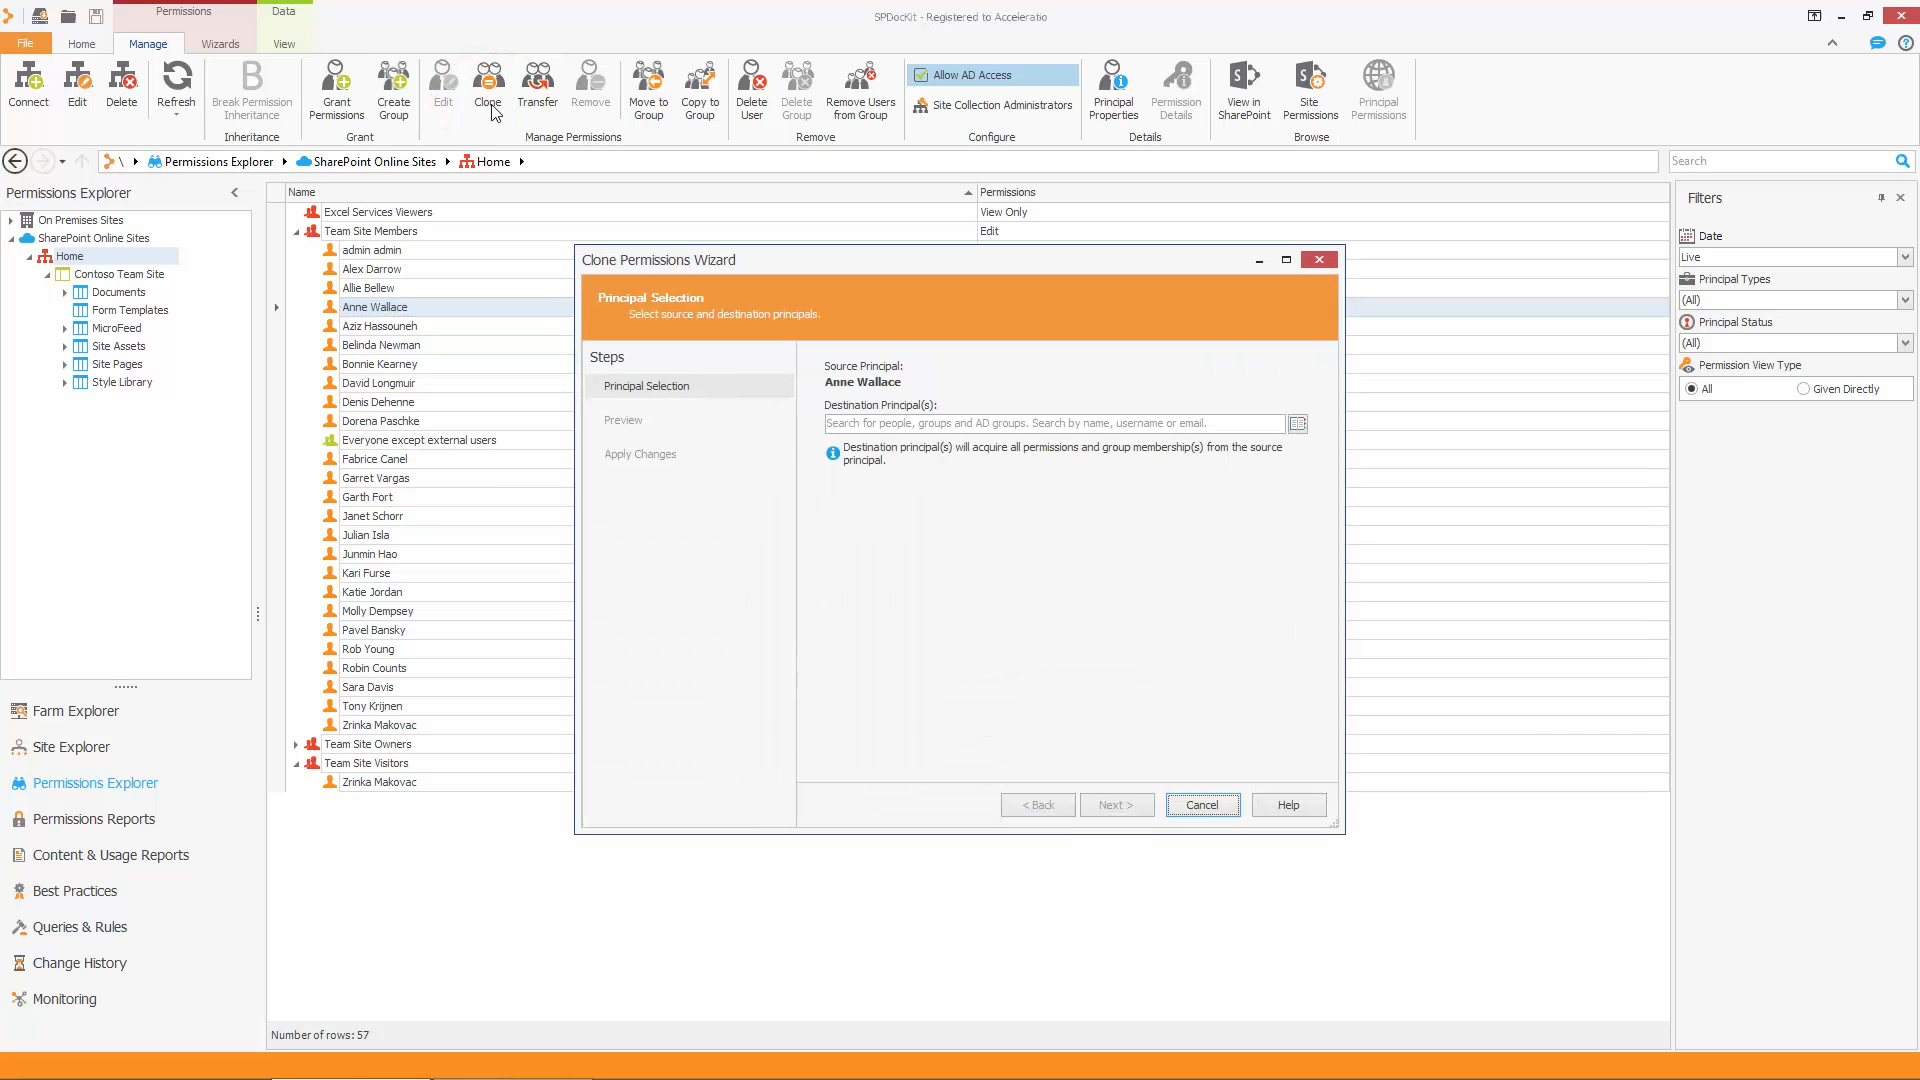 Permissions
Data
SPDocKit - Registered to Acceleratio
File
Home
Manage
Wizards
View
Connect
Edit
Delete
Refresh
Break Permission
Inheritance
Inheritance
Grant
Permissions
Create
Group
Grant
Edit
Clone
Transfer
Remove
Move to
Group
Copy to
Group
Manage Permissions
Delete
User
Delete
Group
Remove Users
from Group
Remove
Allow AD Access
Site Collection Administrators
Configure
Principal
Properties
Permission
Details
Details
View in
SharePoint
Site
Permissions
Principal
Permissions
Browse
\ Permissions Explorer SharePoint Online Sites Home
Search
Permissions Explorer
On Premises Sites
SharePoint Online Sites
Home
Contoso Team Site
Documents
Form Templates
MicroFeed
Site Assets
Site Pages
Style Library
Farm Explorer
Site Explorer
Permissions Explorer
Permissions Reports
Content & Usage Reports
Best Practices
Queries & Rules
Change History
Monitoring
Name
Permissions
Excel Services Viewers
View Only
Team Site Members
Edit
admin admin
Alex Darrow
Allie Bellew
Anne Wallace
Aziz Hassouneh
Belinda Newman
Bonnie Kearney
David Longmuir
Denis Dehenne
Dorena Paschke
Everyone except external users
Fabrice Canel
Garret Vargas
Garth Fort
Janet Schorr
Julian Isla
Junmin Hao
Kari Furse
Katie Jordan
Molly Dempsey
Pavel Bansky
Rob Young
Robin Counts
Sara Davis
Tony Krijnen
Zrinka Makovac
Team Site Owners
Team Site Visitors
Zrinka Makovac
Number of rows: 57
Clone Permissions Wizard
Principal Selection
Select source and destination principals.
Steps
Principal Selection
Preview
Apply Changes
Source Principal:
Anne Wallace
Destination Principal(s):
Search for people, groups and AD groups. Search by name, username or email.
Destination principal(s) will acquire all permissions and group membership(s) from the source
principal.
< Back
Next >
Cancel
Help
Filters
Date
Live
Principal Types
(All)
Principal Status
(All)
Permission View Type
All
Given Directly